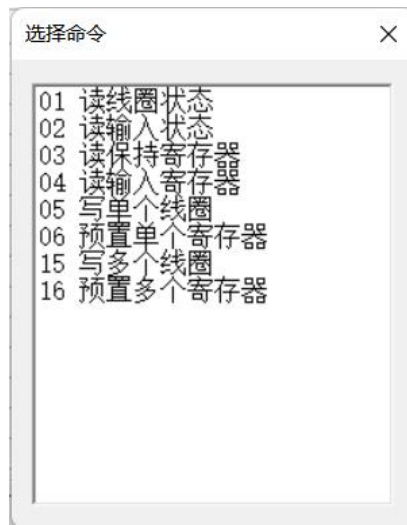 选择命令
01 读线圈状态
02 读输入状态
03 读保持寄存器
04 读输入寄存器
05 写单个线圈
06 预置单个寄存器
15 写多个线圈
16 预置多个寄存器